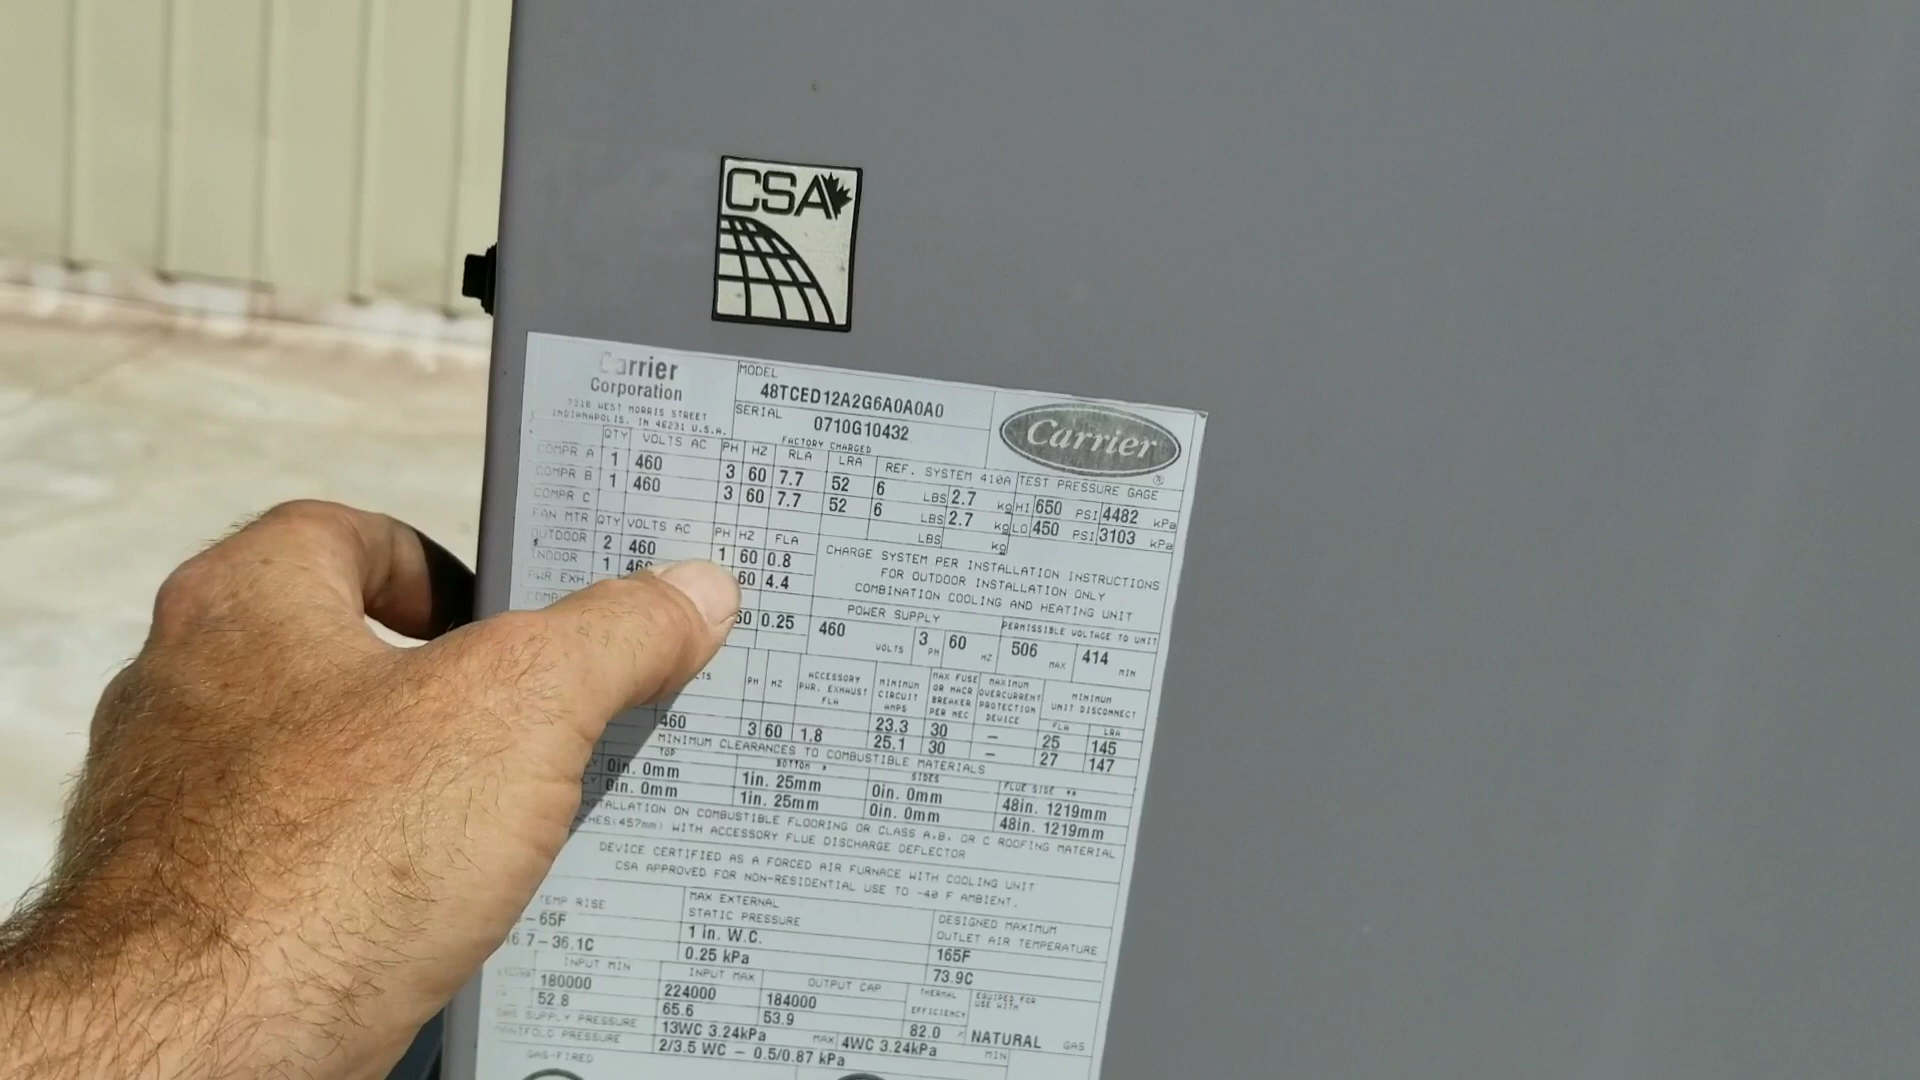 CSA
Carrier
Corporation
7310 WEST MORRIS STREET
INDIANAPOLIS, IN 46231 U.S.A.
MODEL
48TCED12A2G6A0A0A0
SERIAL
0710G10432
Carrier
®
FACTORY CHARGED
QTY VOLTS AC PH HZ RLA LRA REF. SYSTEM 410A TEST PRESSURE GAGE
COMPR A 1 460 3 60 7.7 52 6 LBS 2.7 kg HI 650 PSI 4482 kPa
COMPR B 1 460 3 60 7.7 52 6 LBS 2.7 kg LO 450 PSI 3103 kPa
COMPR C LBS kg
FAN MTR QTY VOLTS AC PH HZ FLA
OUTDOOR 2 460 1 60 0.8
INDOOR 1 460 60 4.4
PWR EXH.
60 0.25
CHARGE SYSTEM PER INSTALLATION INSTRUCTIONS
FOR OUTDOOR INSTALLATION ONLY
COMBINATION COOLING AND HEATING UNIT
POWER SUPPLY PERMISSIBLE VOLTAGE TO UNIT
460 VOLTS 3 PH 60 HZ 506 MAX 414 MIN
PH HZ
ACCESSORY
PWR. EXHAUST
FLA
MINIMUM
CIRCUIT
AMPS
MAX FUSE
OR HACR
BREAKER
PER NEC
MAXIMUM
OVERCURRENT
PROTECTION
DEVICE
MINIMUM
UNIT DISCONNECT
FLA LRA
23.3 30 – 25 145
460 3 60 1.8 25.1 30 – 27 147
MINIMUM CLEARANCES TO COMBUSTIBLE MATERIALS
TOP BOTTOM * SIDES FLUE SIDE **
0in. 0mm 1in. 25mm 0in. 0mm 48in. 1219mm
0in. 0mm 1in. 25mm 0in. 0mm 48in. 1219mm
ON COMBUSTIBLE FLOORING OR CLASS A,B, OR C ROOFING MATERIAL
(457mm) WITH ACCESSORY FLUE DISCHARGE DEFLECTOR
DEVICE CERTIFIED AS A FORCED AIR FURNACE WITH COOLING UNIT
CSA APPROVED FOR NON-RESIDENTIAL USE TO -40 F AMBIENT.
TEMP RISE
-65F
-36.1C
MAX EXTERNAL
STATIC PRESSURE
1 in. W.C.
0.25 kPa
DESIGNED MAXIMUM
OUTLET AIR TEMPERATURE
165F
73.9C
INPUT MIN INPUT MAX OUTPUT CAP THERMAL EFFICIENCY EQUIPED FOR USE WITH
180000 224000 184000
52.8 65.6 53.9 82.0 NATURAL GAS
GAS SUPPLY PRESSURE 13WC 3.24kPa MAX 4WC 3.24kPa MIN
MANIFOLD PRESSURE 2/3.5 WC – 0.5/0.87 kPa
GAS-FIRED